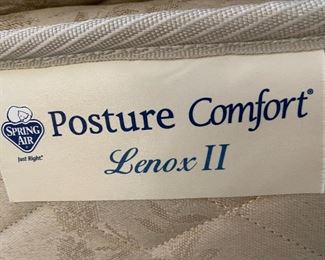 SPRING
AIR
Just Right®
Posture Comfort®
Lenox II